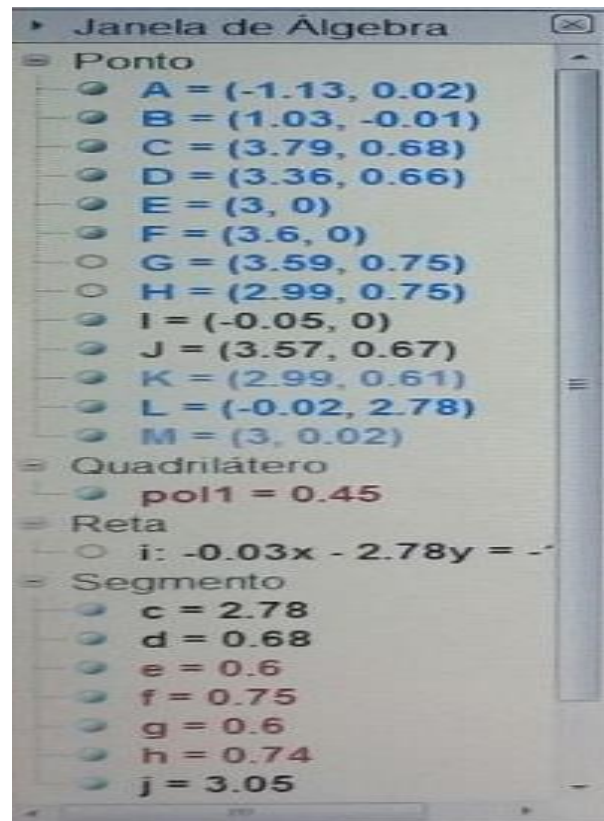 Janela de Álgebra
Ponto
A = (-1.13, 0.02)
B = (1.03, -0.01)
C = (3.79, 0.68)
D = (3.36, 0.66)
E = (3, 0)
F = (3.6, 0)
G = (3.59, 0.75)
H = (2.99, 0.75)
I = (-0.05, 0)
J = (3.57, 0.67)
K = (2.99, 0.61)
L = (-0.02, 2.78)
M = (3, 0.02)
Quadrilátero
pol1 = 0.45
Reta
i: -0.03x - 2.78y = -
Segmento
c = 2.78
d = 0.68
e = 0.6
f = 0.75
g = 0.6
h = 0.74
j = 3.05